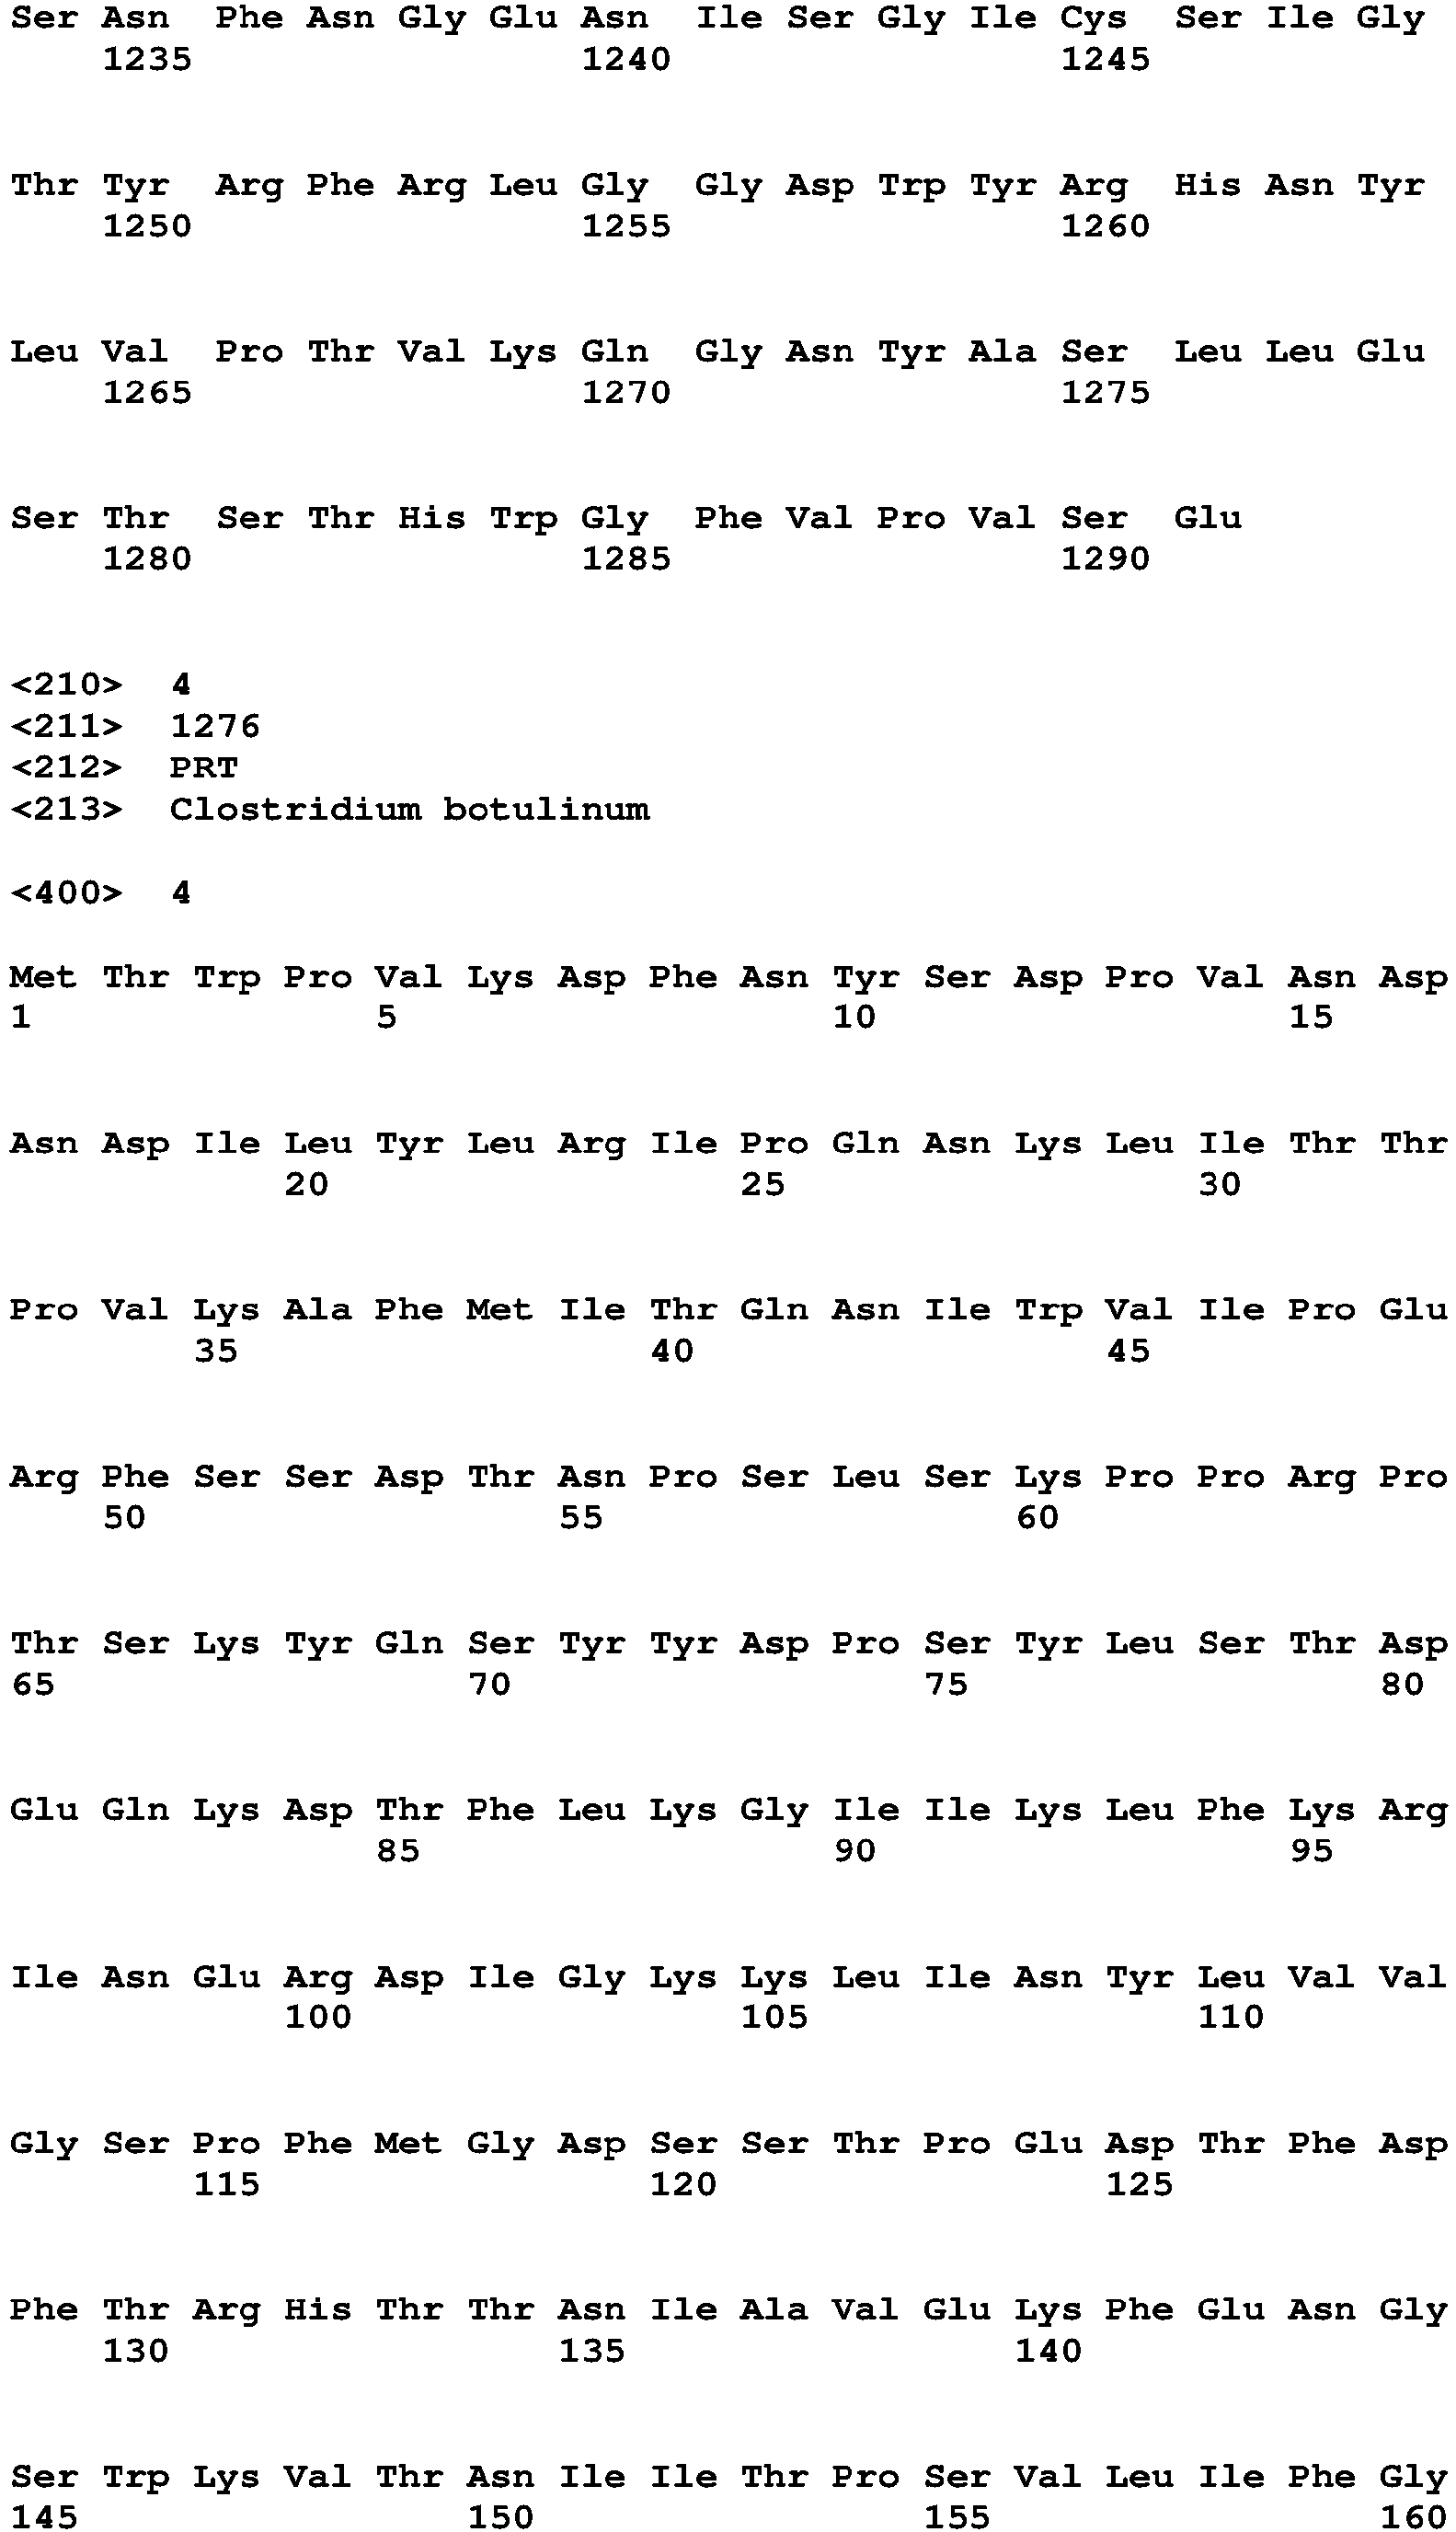 Ser Asn Phe Asn Gly Glu Asn Ile Ser Gly Ile Cys Ser Ile Gly
1235 1240 1245
Thr Tyr Arg Phe Arg Leu Gly Gly Asp Trp Tyr Arg His Asn Tyr
1250 1255 1260
Leu Val Pro Thr Val Lys Gln Gly Asn Tyr Ala Ser Leu Leu Glu
1265 1270 1275
Ser Thr Ser Thr His Trp Gly Phe Val Pro Val Ser Glu
1280 1285 1290
<210> 4
<211> 1276
<212> PRT
<213> Clostridium botulinum
<400> 4
Met Thr Trp Pro Val Lys Asp Phe Asn Tyr Ser Asp Pro Val Asn Asp
1 5 10 15
Asn Asp Ile Leu Tyr Leu Arg Ile Pro Gln Asn Lys Leu Ile Thr Thr
20 25 30
Pro Val Lys Ala Phe Met Ile Thr Gln Asn Ile Trp Val Ile Pro Glu
35 40 45
Arg Phe Ser Ser Asp Thr Asn Pro Ser Leu Ser Lys Pro Pro Arg Pro
50 55 60
Thr Ser Lys Tyr Gln Ser Tyr Tyr Asp Pro Ser Tyr Leu Ser Thr Asp
65 70 75 80
Glu Gln Lys Asp Thr Phe Leu Lys Gly Ile Ile Lys Leu Phe Lys Arg
85 90 95
Ile Asn Glu Arg Asp Ile Gly Lys Lys Leu Ile Asn Tyr Leu Val Val
100 105 110
Gly Ser Pro Phe Met Gly Asp Ser Ser Thr Pro Glu Asp Thr Phe Asp
115 120 125
Phe Thr Arg His Thr Thr Asn Ile Ala Val Glu Lys Phe Glu Asn Gly
130 135 140
Ser Trp Lys Val Thr Asn Ile Ile Thr Pro Ser Val Leu Ile Phe Gly
145 150 155 160